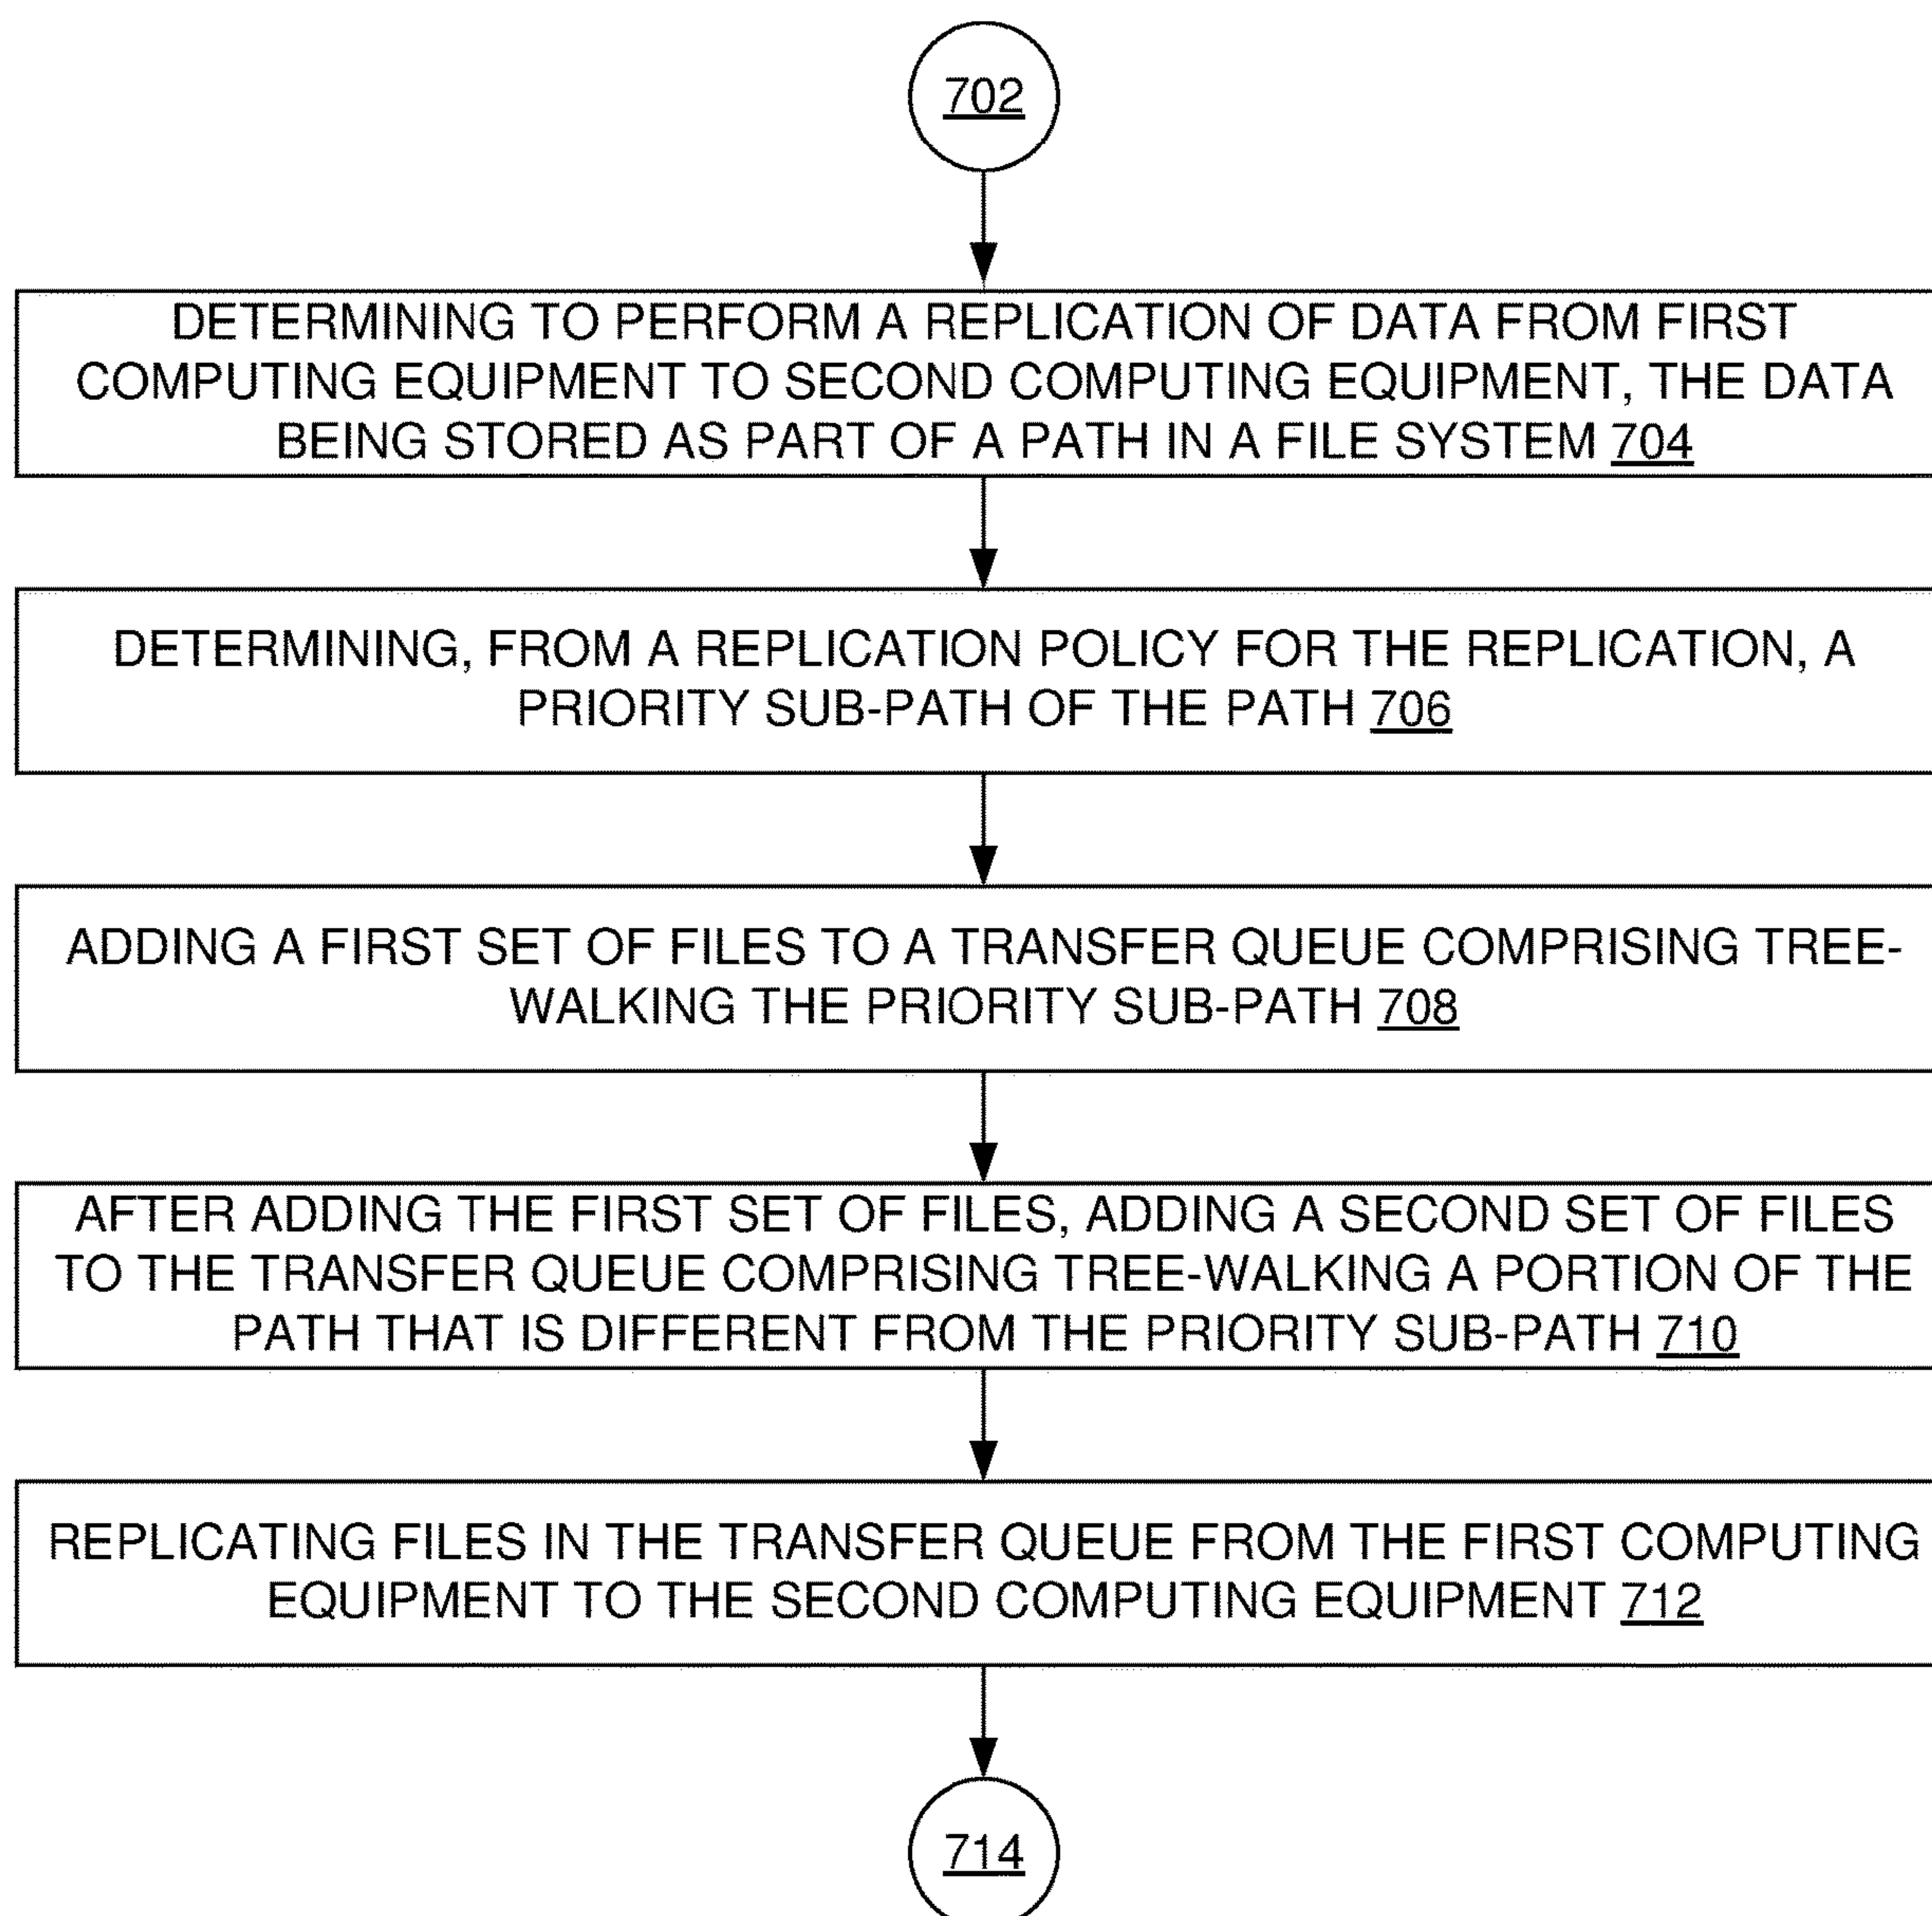 702
DETERMINING TO PERFORM A REPLICATION OF DATA FROM FIRST
COMPUTING EQUIPMENT TO SECOND COMPUTING EQUIPMENT, THE DATA
BEING STORED AS PART OF A PATH IN A FILE SYSTEM 704
DETERMINING, FROM A REPLICATION POLICY FOR THE REPLICATION, A
PRIORITY SUB-PATH OF THE PATH 706
ADDING A FIRST SET OF FILES TO A TRANSFER QUEUE COMPRISING TREE-
WALKING THE PRIORITY SUB-PATH 708
AFTER ADDING THE FIRST SET OF FILES, ADDING A SECOND SET OF FILES
TO THE TRANSFER QUEUE COMPRISING TREE-WALKING A PORTION OF THE
PATH THAT IS DIFFERENT FROM THE PRIORITY SUB-PATH 710
REPLICATING FILES IN THE TRANSFER QUEUE FROM THE FIRST COMPUTING
EQUIPMENT TO THE SECOND COMPUTING EQUIPMENT 712
714